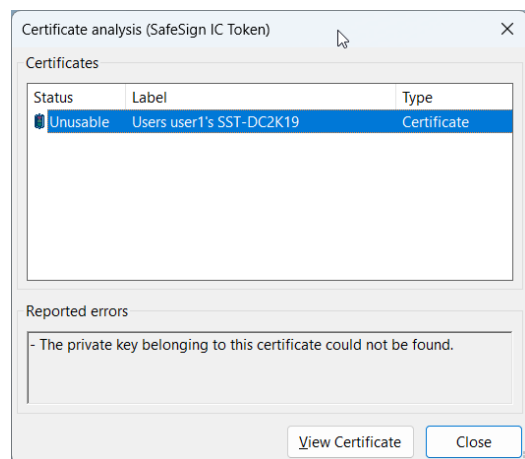 Certificate analysis (SafeSign IC Token)
Certificates
Status Label Type
Unusable Users user1's SST-DC2K19 Certificate
Reported errors
- The private key belonging to this certificate could not be found.
View Certificate Close